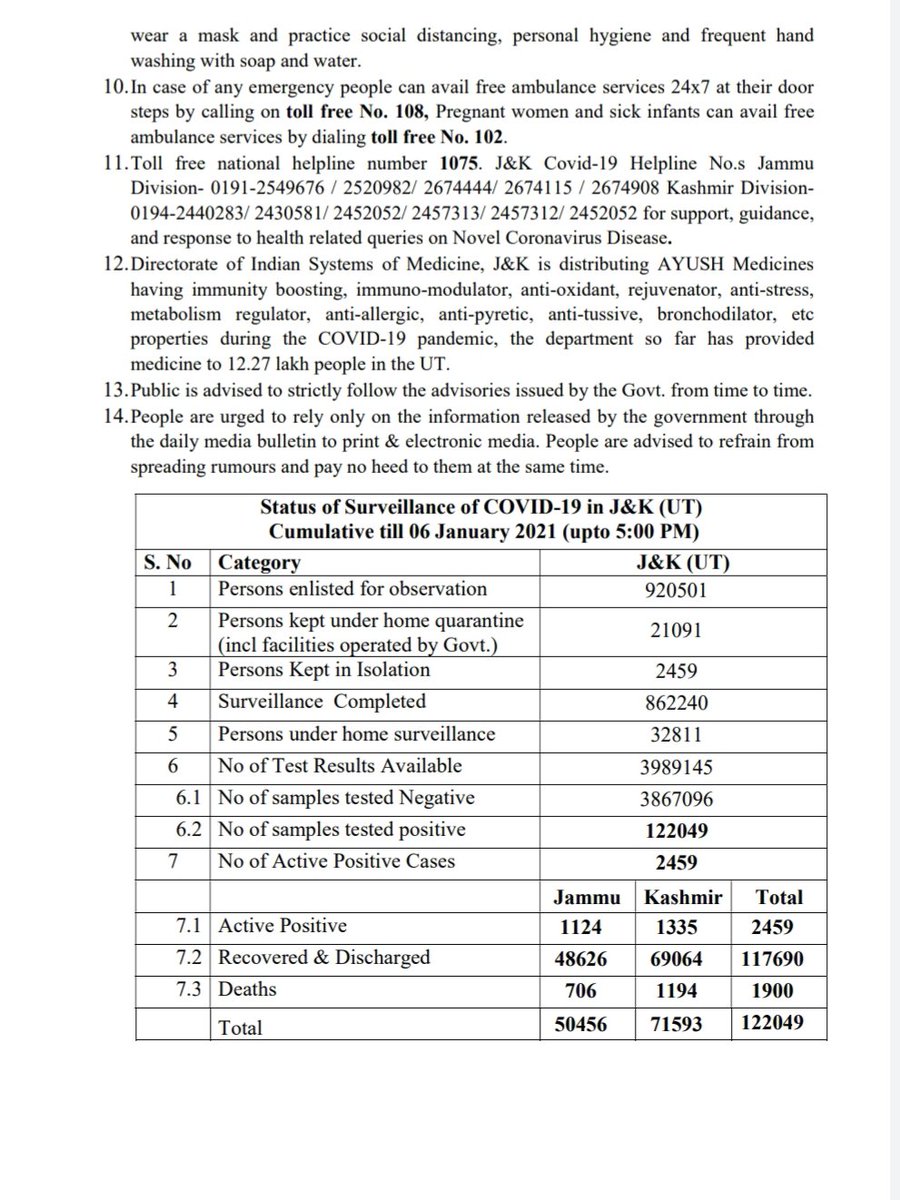 wear a mask and practice social distancing, personal hygiene and frequent hand
washing with soap and water.
10.In case of any emergency people can avail free ambulance services 24x7 at their door
steps by calling on toll free No. 108, Pregnant women and sick infants can avail free
ambulance services by dialing toll free No. 102.
11.Toll free national helpline number 1075. J&K Covid-19 Helpline No.s Jammu
Division- 0191-2549676 / 2520982/ 2674444/ 2674115 / 2674908 Kashmir Division-
0194-2440283/ 2430581/ 2452052/ 2457313/ 2457312/ 2452052 for support, guidance,
and response to health related queries on Novel Coronavirus Disease.
12.Directorate of Indian Systems of Medicine, J&K is distributing AYUSH Medicines
having immunity boosting, immuno-modulator, anti-oxidant, rejuvenator, anti-stress,
metabolism regulator, anti-allergic, anti-pyretic, anti-tussive, bronchodilator, etc
properties during the COVID-19 pandemic, the department so far has provided
medicine to 12.27 lakh people in the UT.
13.Public is advised to strictly follow the advisories issued by the Govt. from time to time.
14.People are urged to rely only on the information released by the government through
the daily media bulletin to print & electronic media. People are advised to refrain from
spreading rumours and pay no heed to them at the same time.
Status of Surveillance of COVID-19 in J&K (UT)
Cumulative till 06 January 2021 (upto 5:00 PM)
S. No Category J&K (UT)
1 Persons enlisted for observation 920501
2 Persons kept under home quarantine
(incl facilities operated by Govt.) 21091
3 Persons Kept in Isolation 2459
4 Surveillance Completed 862240
5 Persons under home surveillance 32811
6 No of Test Results Available 3989145
6.1 No of samples tested Negative 3867096
6.2 No of samples tested positive 122049
7 No of Active Positive Cases 2459
Jammu Kashmir Total
7.1 Active Positive 1124 1335 2459
7.2 Recovered & Discharged 48626 69064 117690
7.3 Deaths 706 1194 1900
Total 50456 71593 122049